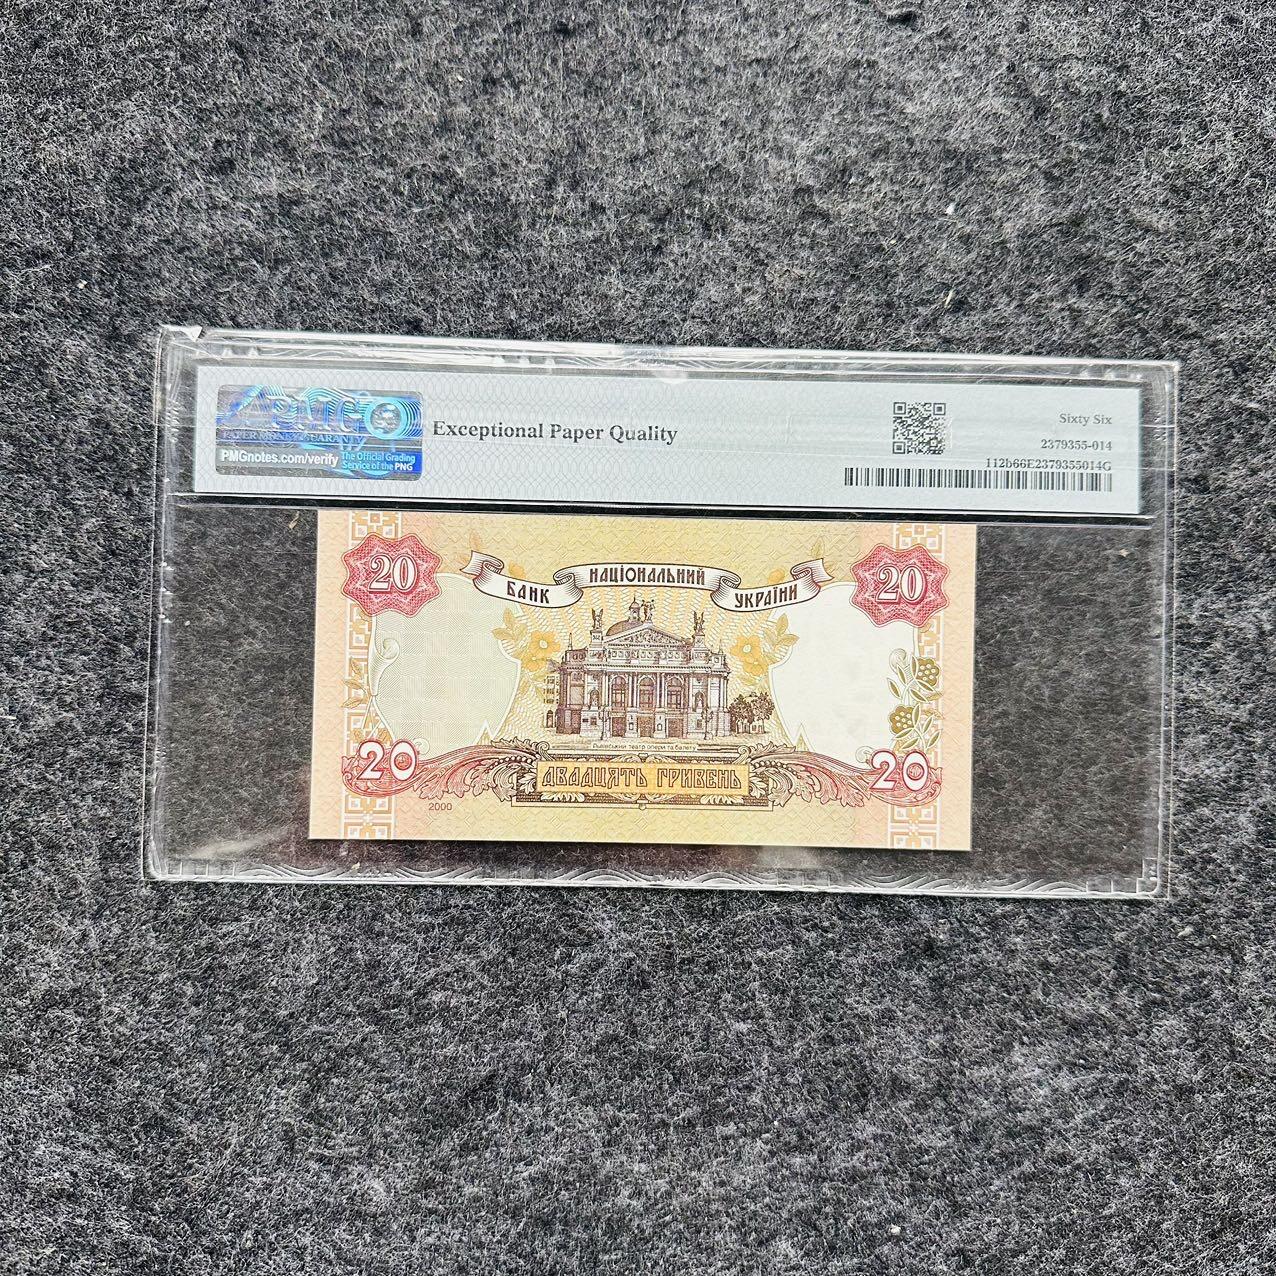 PMG
PAPER MONEY GUARANTY
PMGnotes.com/verify
The Official Grading
Service of the PNG
Exceptional Paper Quality
Sixty Six
2379355-014
112b66E2379355014G
20
20
БАНК НАЦІОНАЛЬНИЙ УКРАЇНИ
Львівський театр опери та балету
20
ДВАДЦЯТЬ ГРИВЕНЬ
20
2000